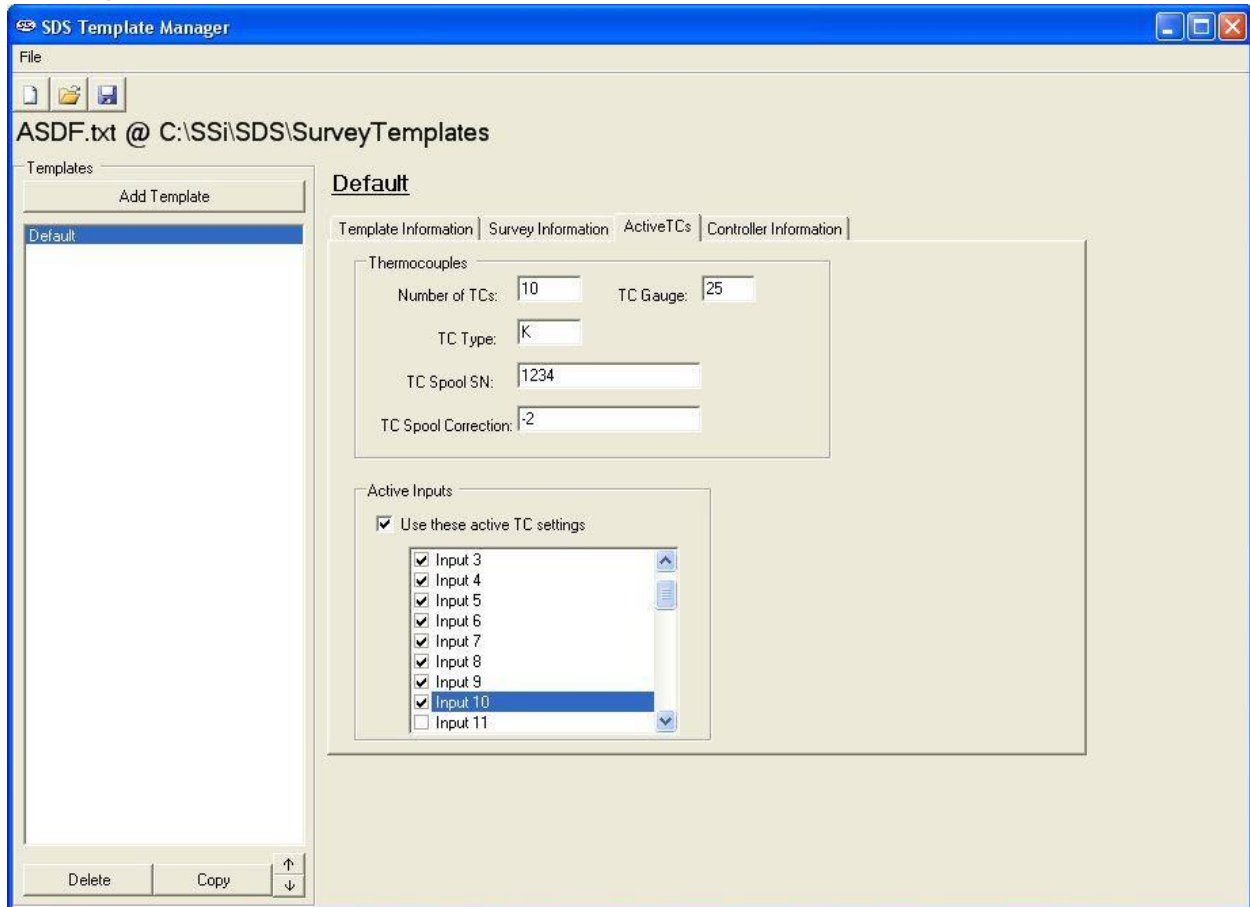 SDS Template Manager
File
ASDF.txt @ C:\SSi\SDS\SurveyTemplates
Templates
Add Template
Default
Default
Template Information
Survey Information
ActiveTCs
Controller Information
Thermocouples
Number of TCs: 10
TC Gauge: 25
TC Type: K
TC Spool SN: 1234
TC Spool Correction: -2
Active Inputs
Use these active TC settings
Input 3
Input 4
Input 5
Input 6
Input 7
Input 8
Input 9
Input 10
Input 11
Delete
Copy